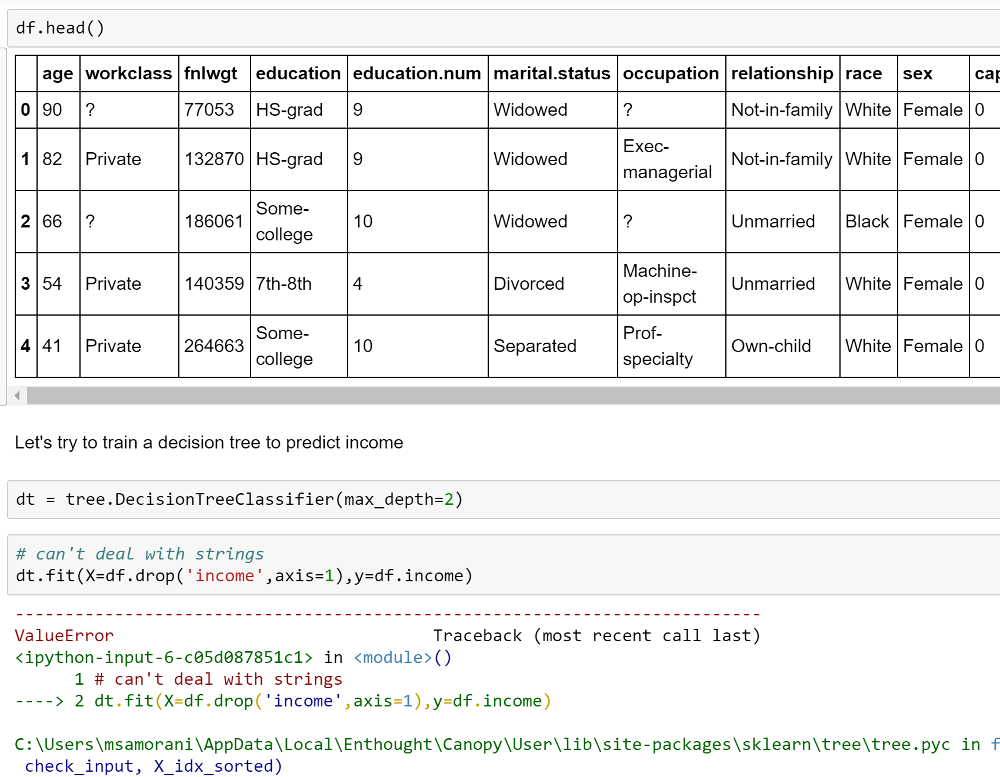 df.head()
age workclass fnlwgt education education.num marital.status occupation relationship race sex cap
0 90 ? 77053 HS-grad 9 Widowed ? Not-in-family White Female 0
1 82 Private 132870 HS-grad 9 Widowed Exec-managerial Not-in-family White Female 0
2 66 ? 186061 Some-college 10 Widowed ? Unmarried Black Female 0
3 54 Private 140359 7th-8th 4 Divorced Machine-op-inspct Unmarried White Female 0
4 41 Private 264663 Some-college 10 Separated Prof-specialty Own-child White Female 0
Let's try to train a decision tree to predict income
dt = tree.DecisionTreeClassifier(max_depth=2)
# can't deal with strings
dt.fit(X=df.drop('income',axis=1),y=df.income)
---------------------------------------------------------------------------
ValueError                                Traceback (most recent call last)
<ipython-input-6-c05d087851c1> in <module>()
      1 # can't deal with strings
----> 2 dt.fit(X=df.drop('income',axis=1),y=df.income)
C:\Users\msamorani\AppData\Local\Enthought\Canopy\User\lib\site-packages\sklearn\tree\tree.pyc in f
 check_input, X_idx_sorted)